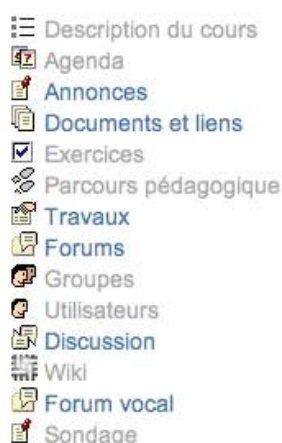 Description du cours
Agenda
Annonces
Documents et liens
Exercices
Parcours pédagogique
Travaux
Forums
Groupes
Utilisateurs
Discussion
Wiki
Forum vocal
Sondage